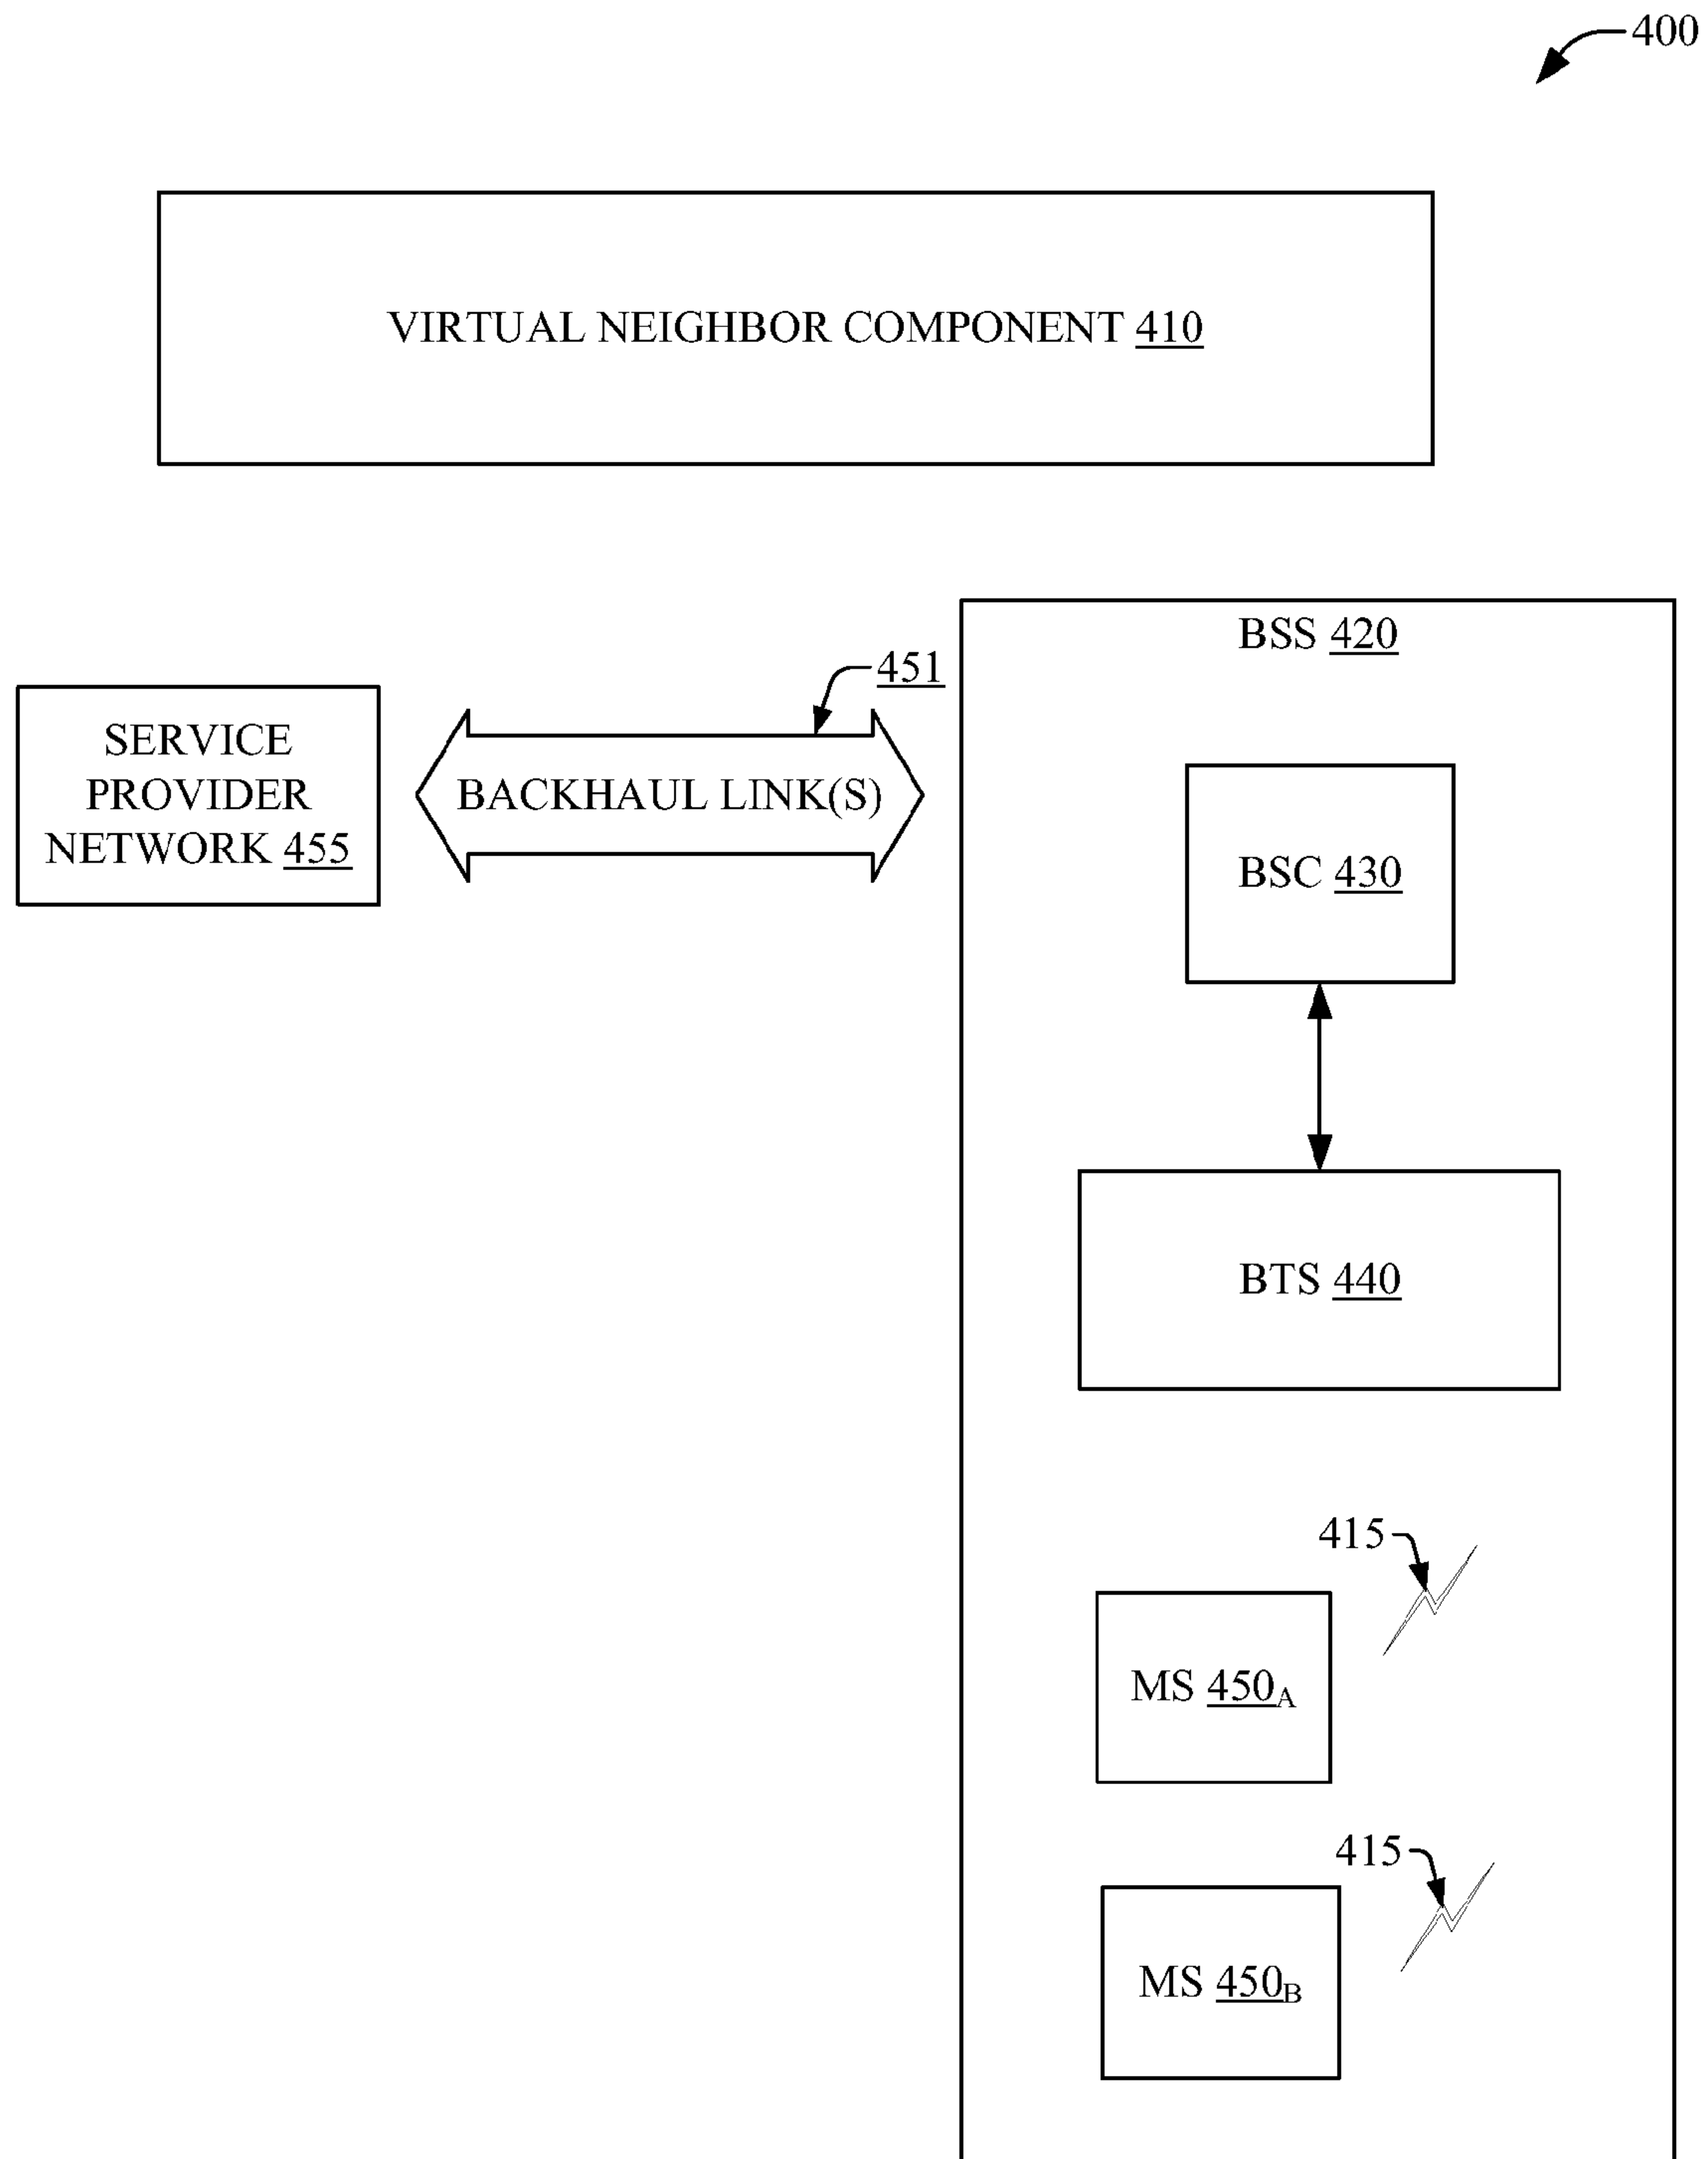 400
VIRTUAL NEIGHBOR COMPONENT 410
BSS 420
451
SERVICE
PROVIDER
NETWORK 455
BACKHAUL LINK(S)
BSC 430
BTS 440
415
MS 450A
415
MS 450B